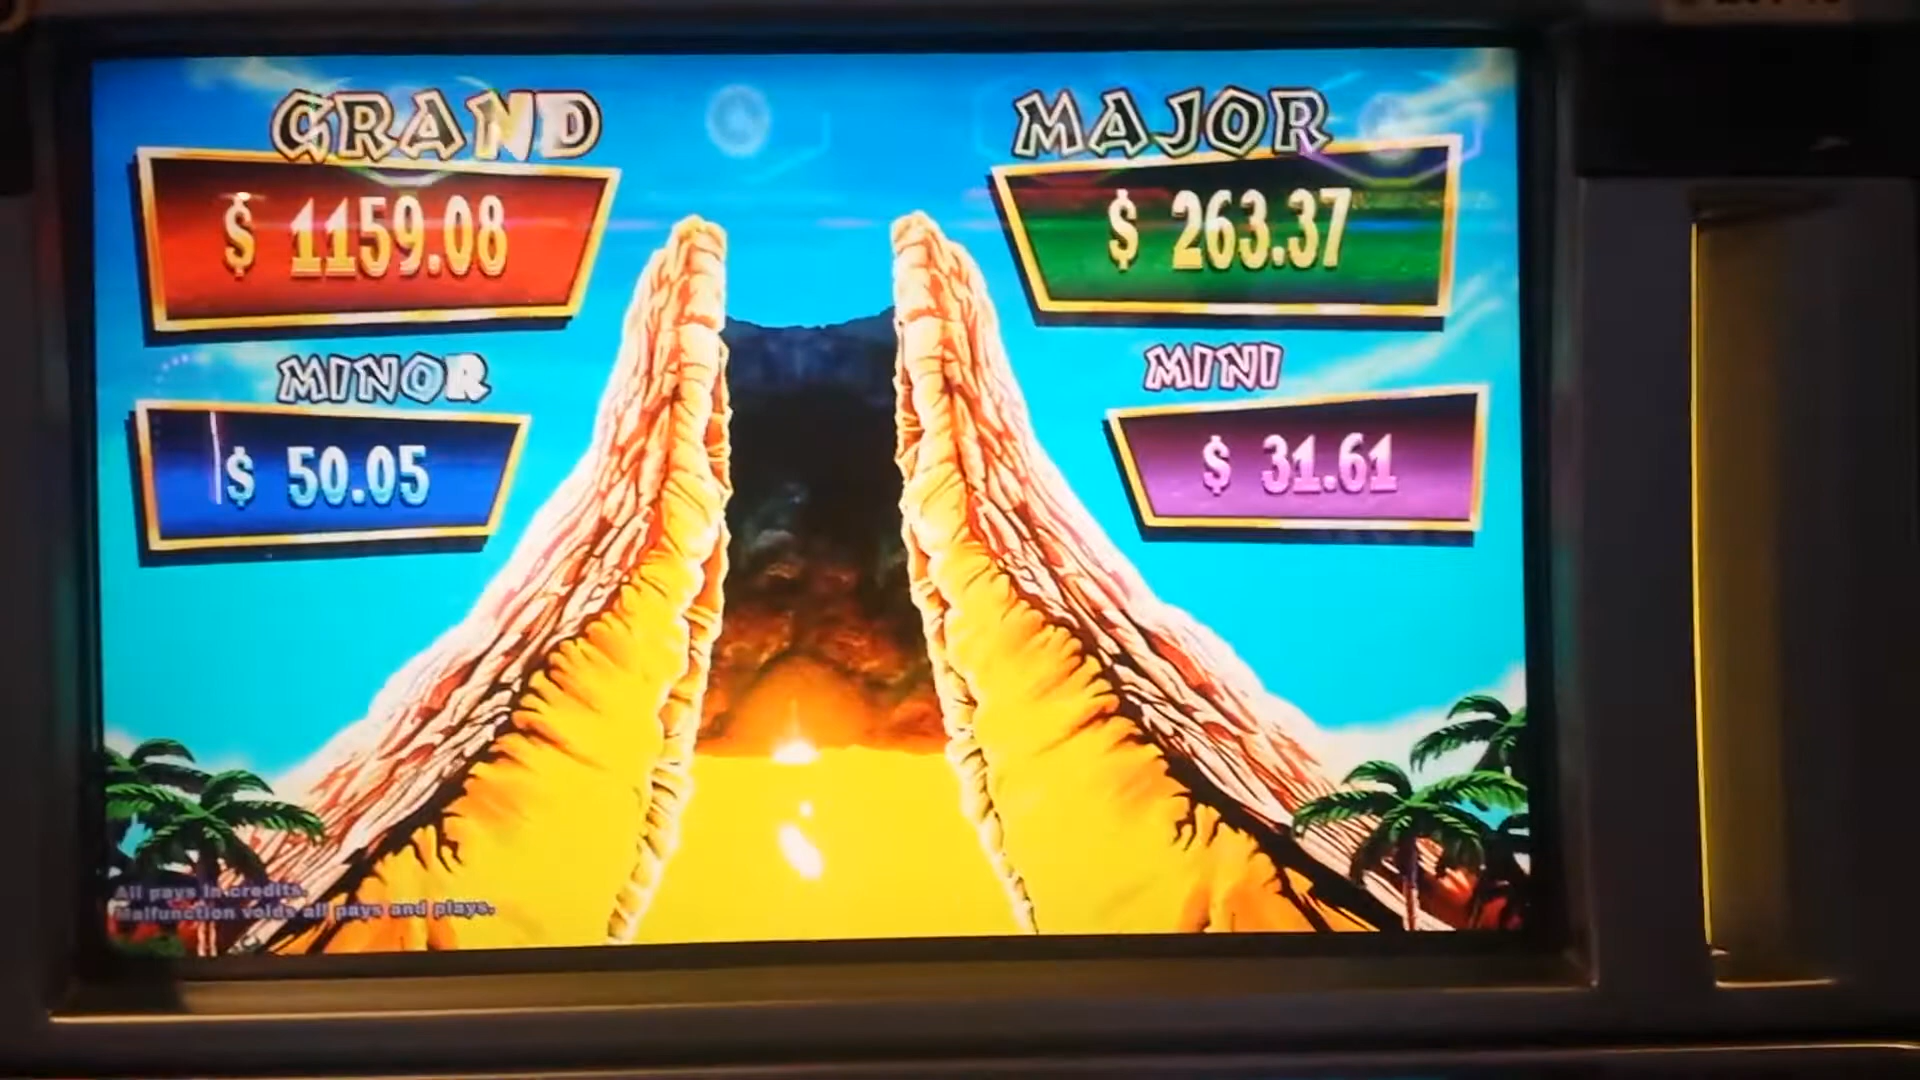 GRAND
$ 1159.08
MAJOR
$ 263.37
MINOR
$ 50.05
MINI
$ 31.61
All pays in credits.
Malfunction voids all pays and plays.